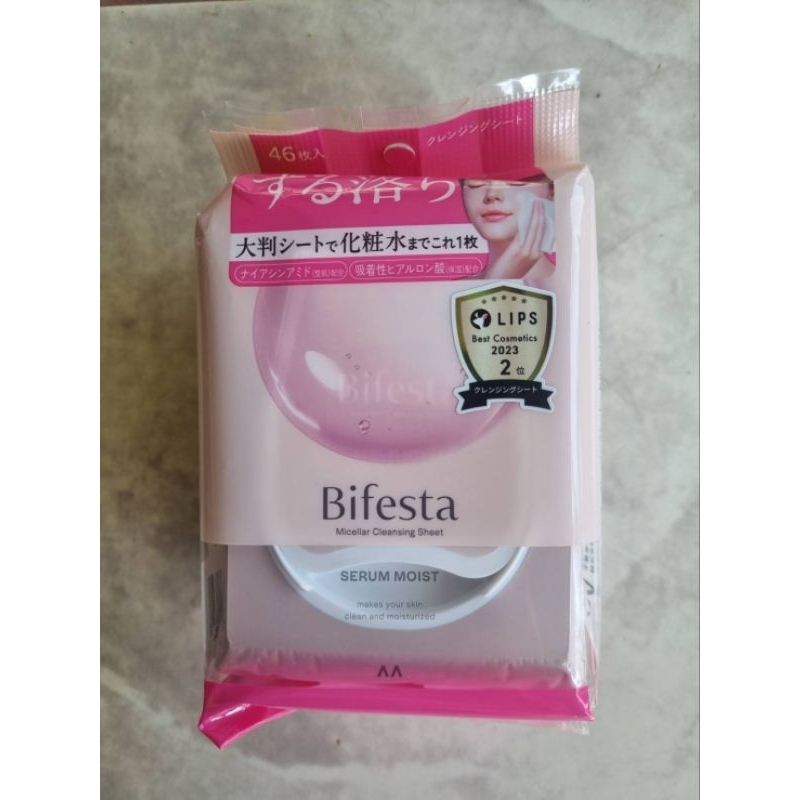 46枚入
クレンジングシート
する落ち
大判シートで化粧水までこれ1枚
ナイアシンアミド(整肌)配合 吸着性ヒアルロン酸(保湿)配合
LIPS
Best Cosmetics
2023
2位
クレンジングシート
Bifesta
Bifesta
Micellar Cleansing Sheet
SERUM MOIST
makes your skin
clean and moisturized